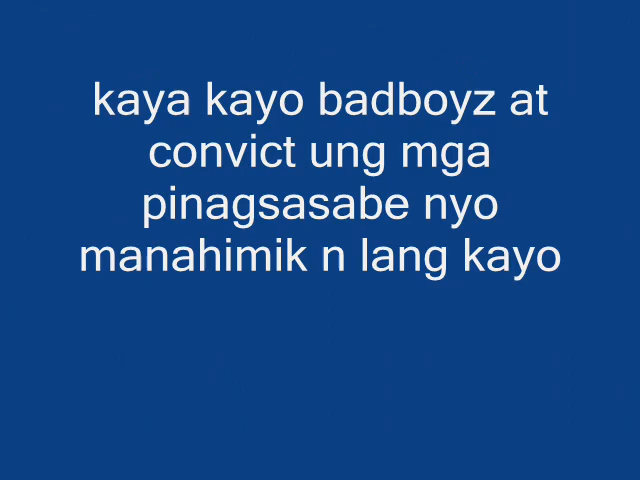 kaya kayo badboyz at
convict ung mga
pinagsasabe nyo
manahimik n lang kayo